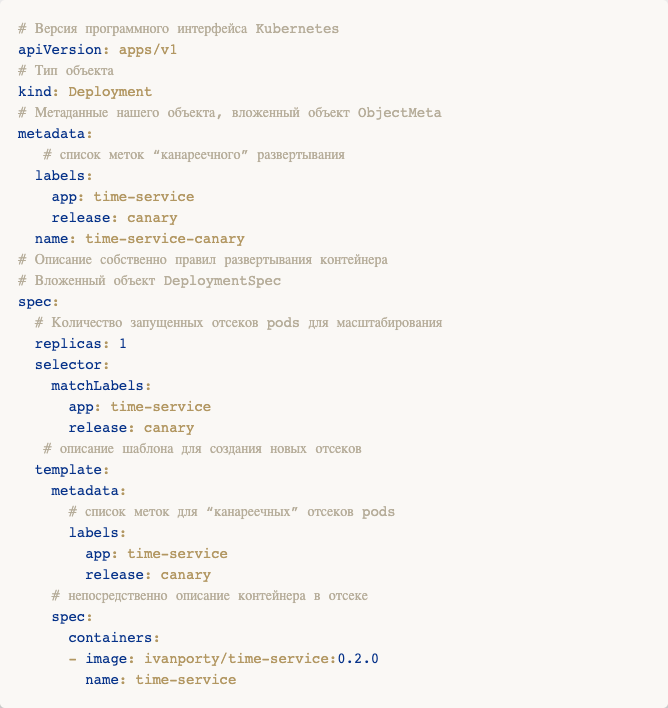 # Версия программного интерфейса Kubernetes
apiVersion: apps/v1
# Тип объекта
kind: Deployment
# Метаданные нашего объекта, вложенный объект ObjectMeta
metadata:
   # список меток “канареечного” развертывания
  labels:
    app: time-service
    release: canary
  name: time-service-canary
# Описание собственно правил развертывания контейнера
# Вложенный объект DeploymentSpec
spec:
  # Количество запущенных отсеков pods для масштабирования
  replicas: 1
  selector:
    matchLabels:
      app: time-service
      release: canary
   # описание шаблона для создания новых отсеков
  template:
    metadata:
      # список меток для “канареечных” отсеков pods
      labels:
        app: time-service
        release: canary
    # непосредственно описание контейнера в отсеке
    spec:
      containers:
      - image: ivanporty/time-service:0.2.0
        name: time-service